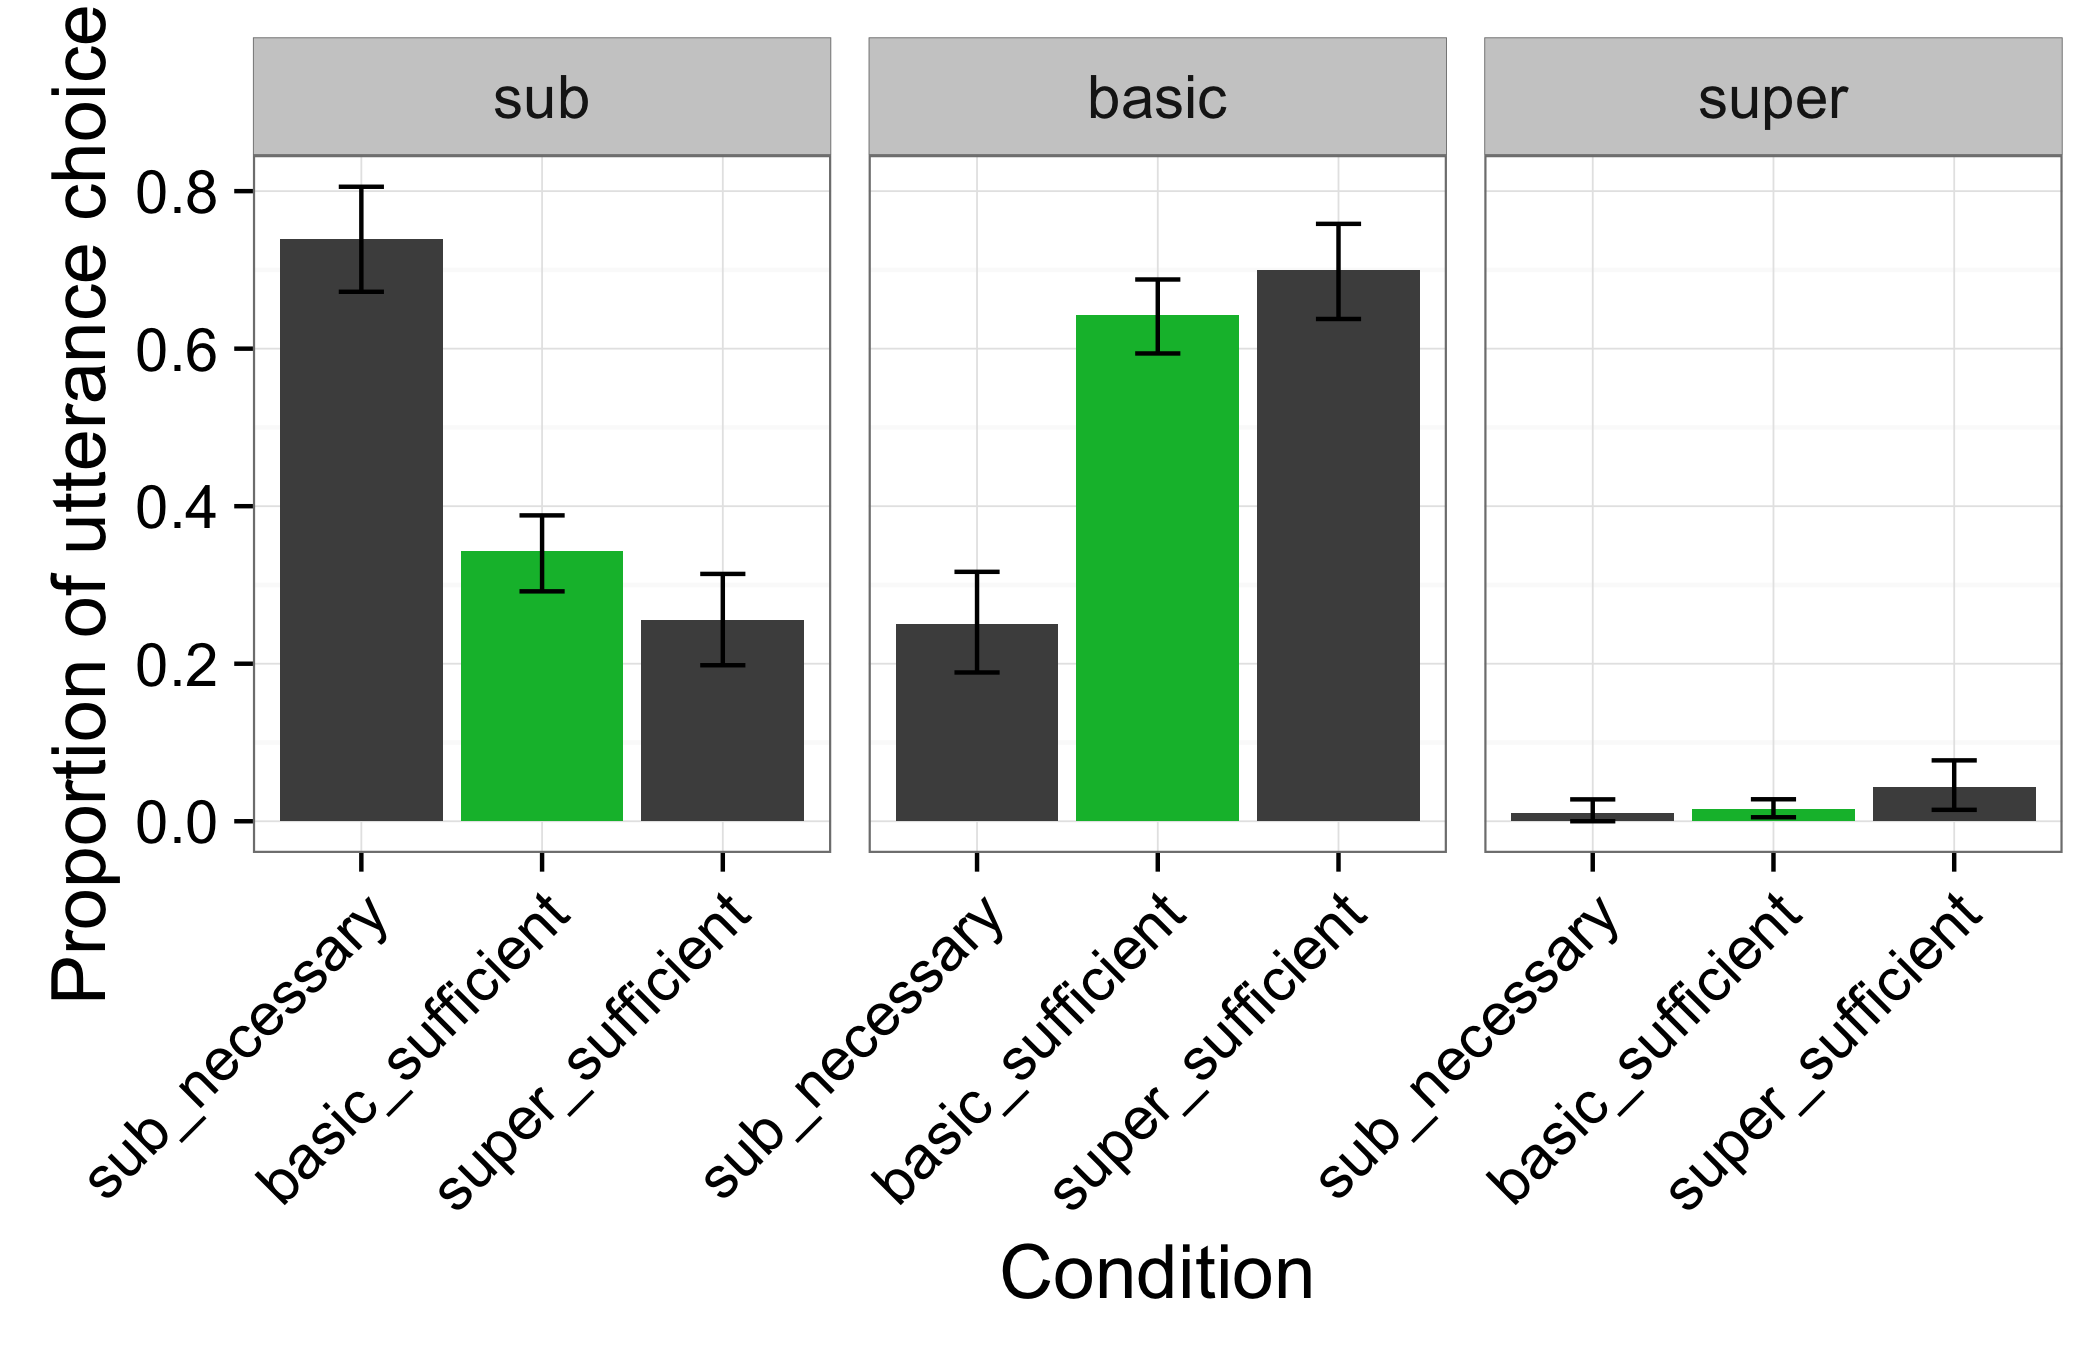 Proportion of utterance choice
sub
basic
super
0.8
0.6
0.4
0.2
0.0
sub_necessary
basic_sufficient
super_sufficient
sub_necessary
basic_sufficient
super_sufficient
sub_necessary
basic_sufficient
super_sufficient
Condition